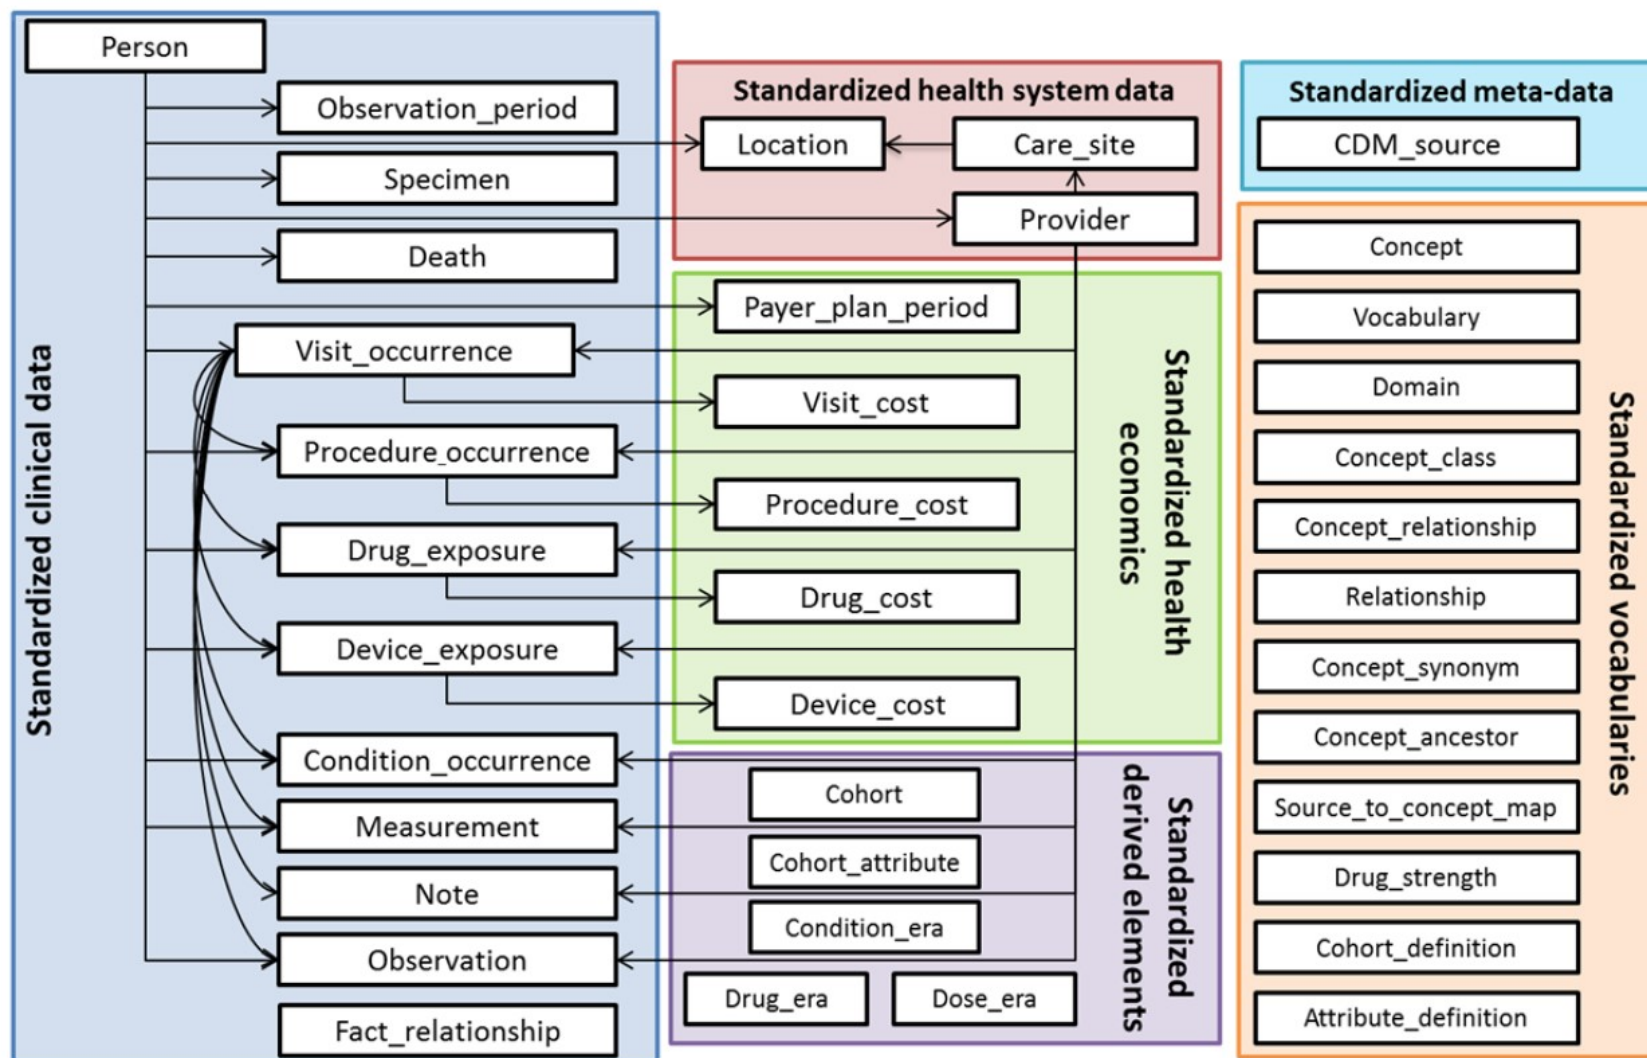 Person
Observation_period
Specimen
Death
Visit_occurrence
Procedure_occurrence
Drug_exposure
Device_exposure
Condition_occurrence
Measurement
Note
Observation
Fact_relationship
Standardized clinical data
Standardized health system data
Location
Care_site
Provider
Payer_plan_period
Visit_cost
Procedure_cost
Drug_cost
Device_cost
Standardized health
economics
Cohort
Cohort_attribute
Condition_era
Drug_era
Dose_era
Standardized
derived elements
Standardized meta-data
CDM_source
Concept
Vocabulary
Domain
Concept_class
Concept_relationship
Relationship
Concept_synonym
Concept_ancestor
Source_to_concept_map
Drug_strength
Cohort_definition
Attribute_definition
Standardized vocabularies